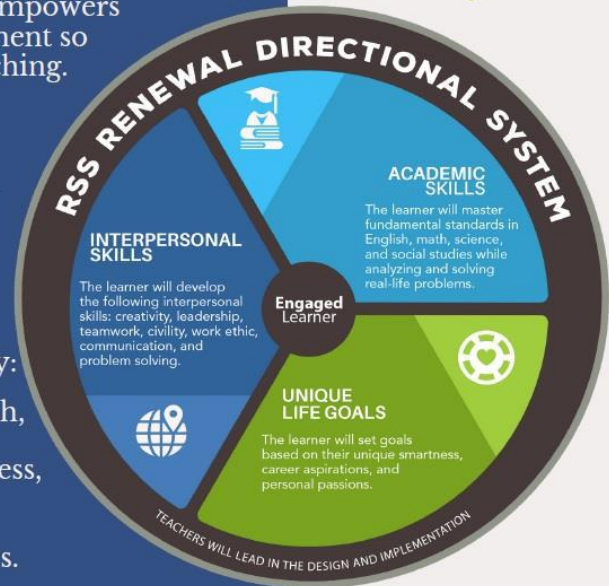 mpowers
ment so
ching.
y:
h,
ess,
s.
RSS RENEWAL DIRECTIONAL SYSTEM
ACADEMIC
SKILLS
The learner will master
fundamental standards in
English, math, science,
and social studies while
analyzing and solving
real-life problems.
INTERPERSONAL
SKILLS
The learner will develop
the following interpersonal
skills: creativity, leadership,
teamwork, civility, work ethic,
communication, and
problem solving.
Engaged
Learner
UNIQUE
LIFE GOALS
The learner will set goals
based on their unique smartness,
career aspirations, and
personal passions.
TEACHERS WILL LEAD IN THE DESIGN AND IMPLEMENTATION